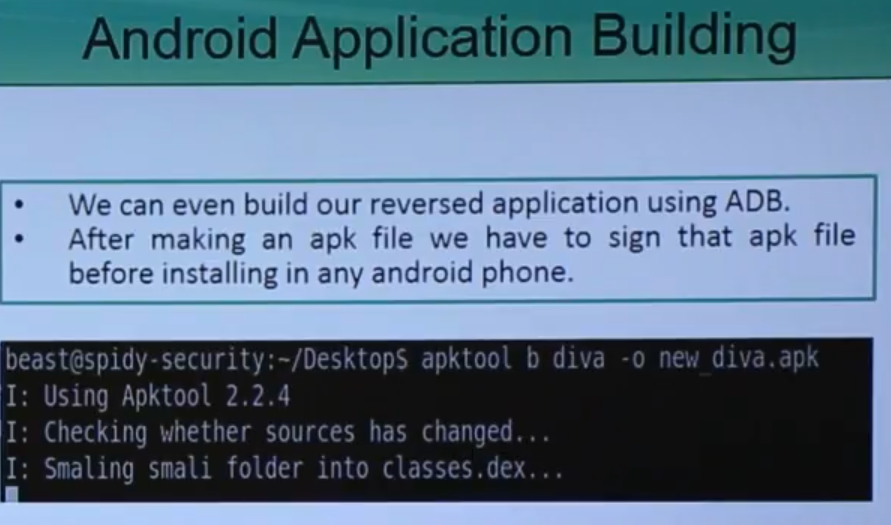 Android Application Building
• We can even build our reversed application using ADB.
• After making an apk file we have to sign that apk file
before installing in any android phone.
beast@spidy-security:~/Desktop$ apktool b diva -o new_diva.apk
I: Using Apktool 2.2.4
I: Checking whether sources has changed...
I: Smaling smali folder into classes.dex...